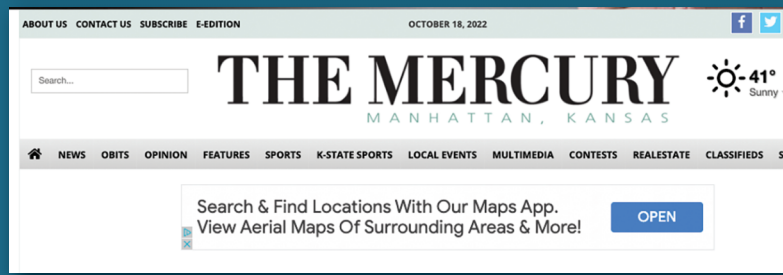 ABOUT US CONTACT US SUBSCRIBE E-EDITION OCTOBER 18, 2022
Search...
THE MERCURY
MANHATTAN, KANSAS
41°
Sunny
NEWS OBITS OPINION FEATURES SPORTS K-STATE SPORTS LOCAL EVENTS MULTIMEDIA CONTESTS REALESTATE CLASSIFIEDS S
Search & Find Locations With Our Maps App.
View Aerial Maps Of Surrounding Areas & More!
OPEN